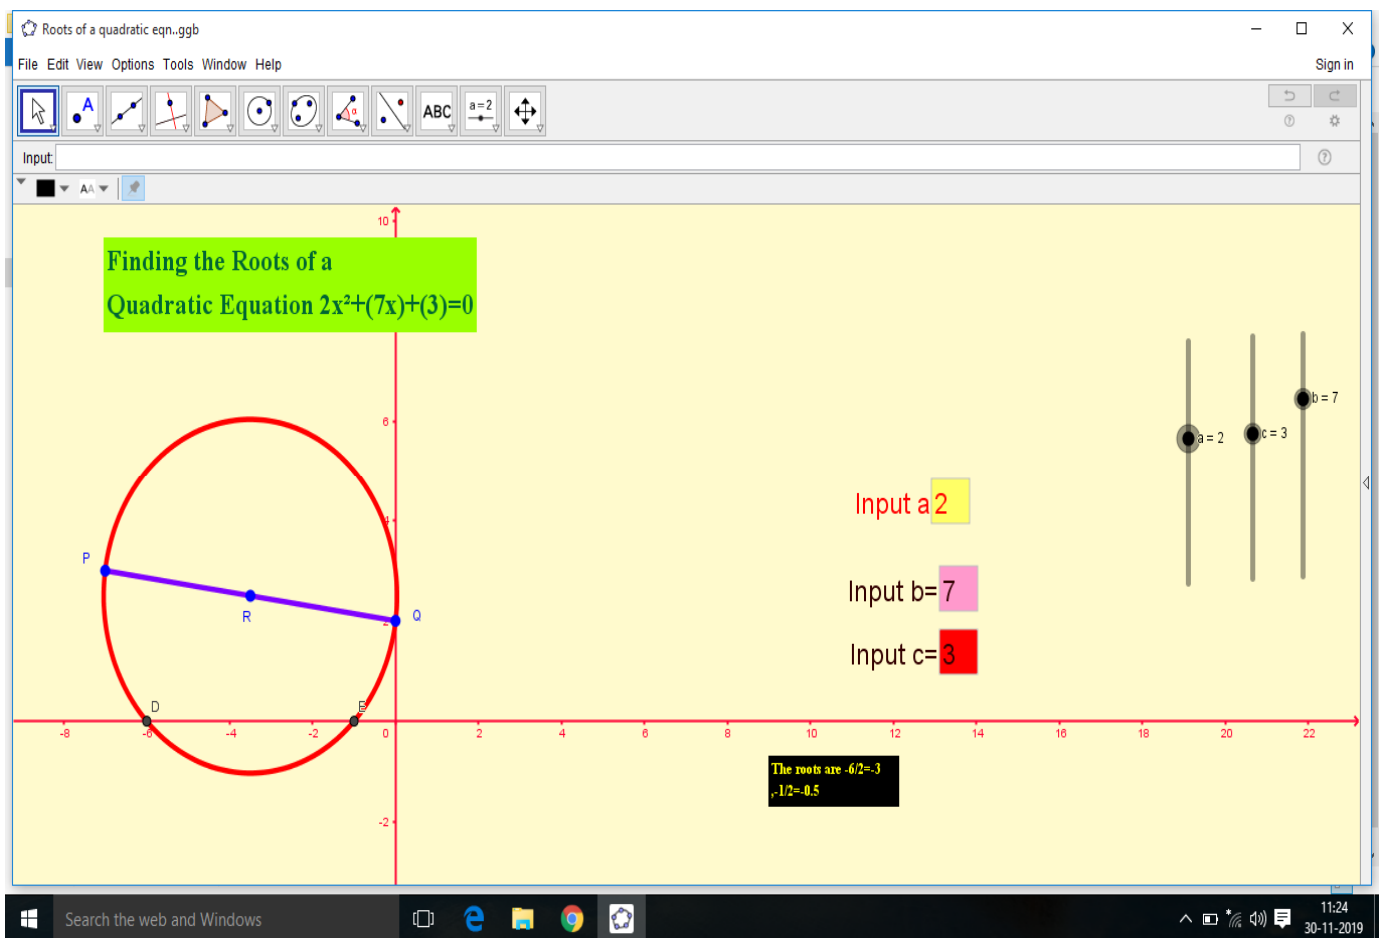 Roots of a quadratic eqn..ggb
File Edit View Options Tools Window Help
Sign in
A
α
ABC
a=2
Input:
AA
Finding the Roots of a
Quadratic Equation 2x²+(7x)+(3)=0
10
6
4
2
-2
P
R
Q
D
-8
-6
-4
-2
0
2
4
6
8
10
12
14
16
18
20
22
b = 7
a = 2
c = 3
Input a 2
Input b= 7
Input c= 3
The roots are -6/2=-3
,-1/2=-0.5
Search the web and Windows
11:24
30-11-2019